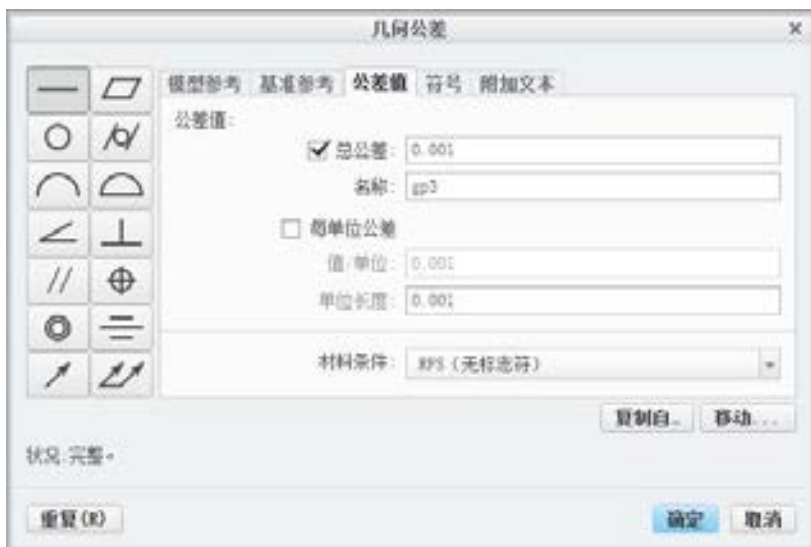 几何公差
模型参考 基准参考 公差值 符号 附加文本
公差值:
总公差: 0.001
名称: gp3
每单位公差
值/单位: 0.001
单位长度: 0.001
材料条件: RFS (无标志符)
复制自.. 移动...
状况:完整。
重复(R) 确定 取消